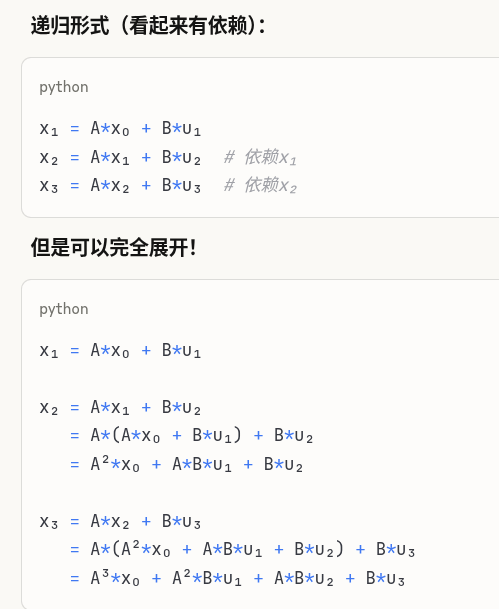 递归形式（看起来有依赖）：
python
x₁ = A*x₀ + B*u₁
x₂ = A*x₁ + B*u₂  # 依赖x₁
x₃ = A*x₂ + B*u₃  # 依赖x₂
但是可以完全展开！
python
x₁ = A*x₀ + B*u₁
x₂ = A*x₁ + B*u₂
= A*(A*x₀ + B*u₁) + B*u₂
= A²*x₀ + A*B*u₁ + B*u₂
x₃ = A*x₂ + B*u₃
= A*(A²*x₀ + A*B*u₁ + B*u₂) + B*u₃
= A³*x₀ + A²*B*u₁ + A*B*u₂ + B*u₃